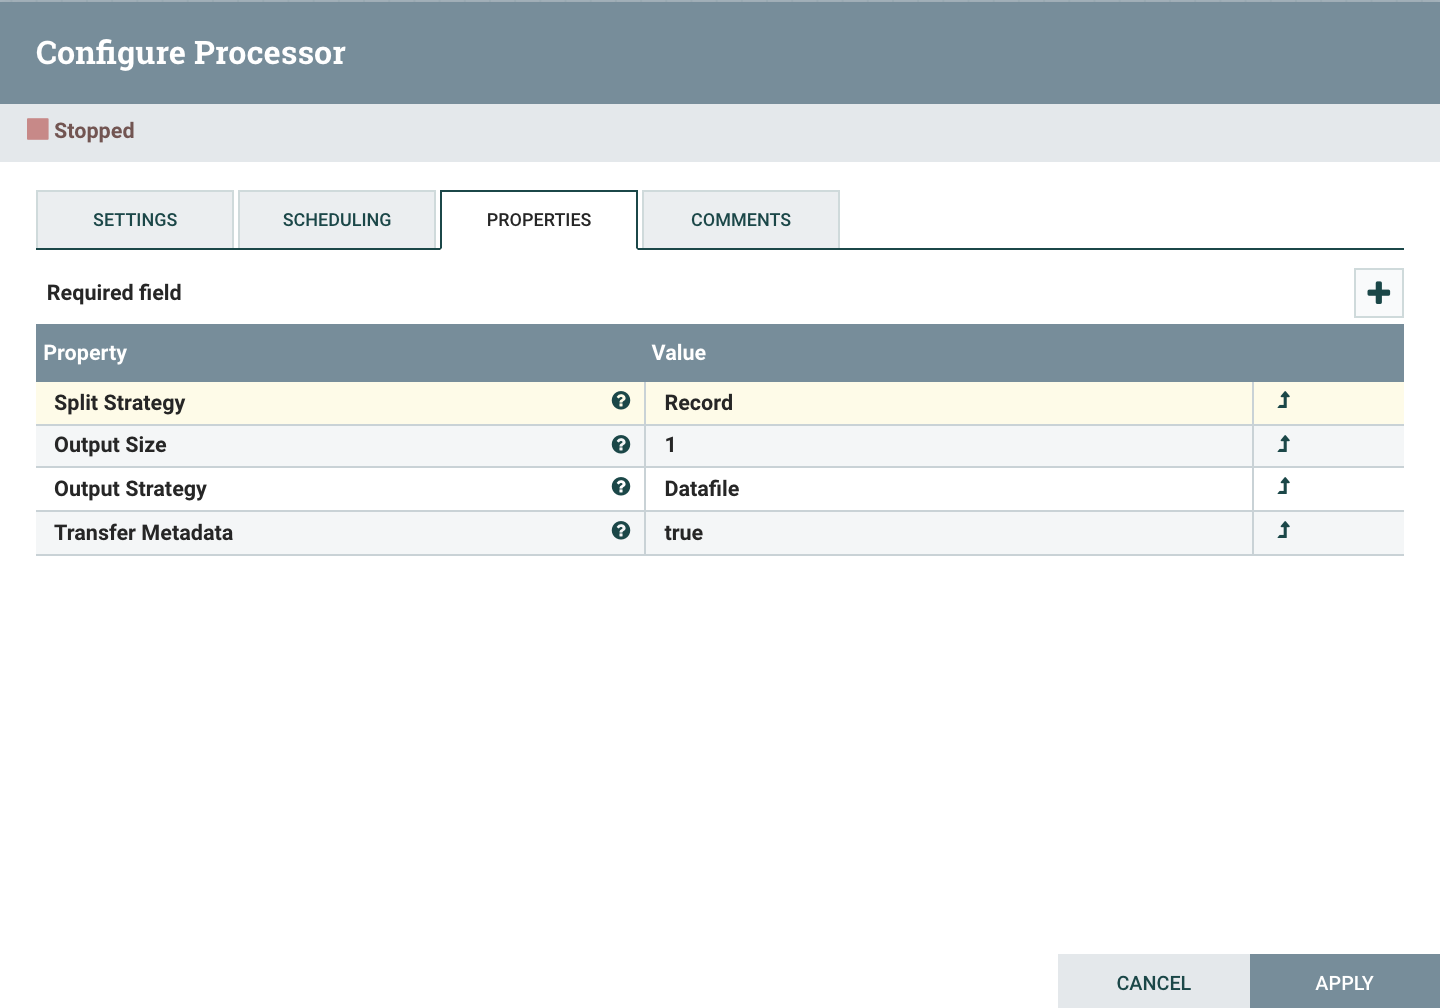 Configure Processor
Stopped
SETTINGS SCHEDULING PROPERTIES COMMENTS
Required field
Property Value
Split Strategy Record
Output Size 1
Output Strategy Datafile
Transfer Metadata true
CANCEL APPLY